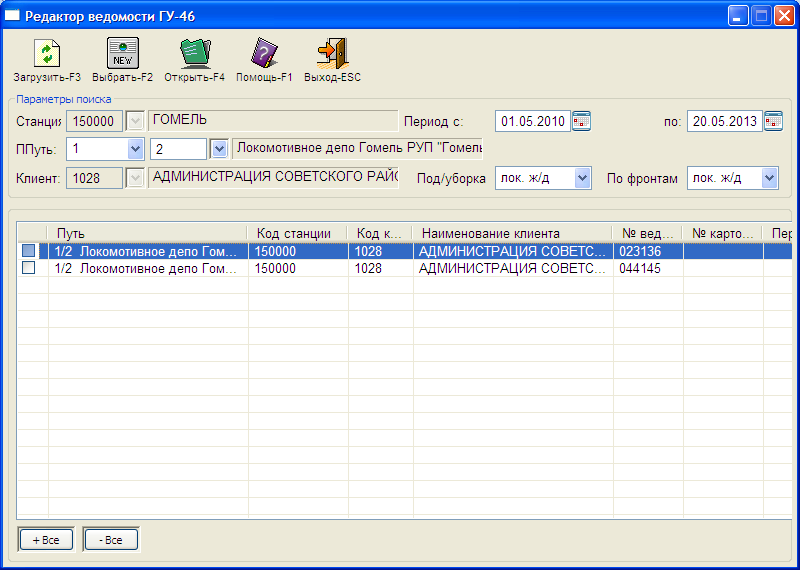 Редактор ведомости ГУ-46
NEW
Загрузить-F3 Выбрать-F2 Открыть-F4 Помощь-F1 Выход-ESC
Параметры поиска
Станция 150000 ГОМЕЛЬ Период с: 01.05.2010 по: 20.05.2013
ППуть: 1 2 Локомотивное депо Гомель РУП "Гомель
Клиент: 1028 АДМИНИСТРАЦИЯ СОВЕТСКОГО РАЙО Под/уборка лок. ж/д По фронтам лок. ж/д
Путь Код станции Код к... Наименование клиента № вед... № карто... Пер
1/2 Локомотивное депо Гом... 150000 1028 АДМИНИСТРАЦИЯ СОВЕТС... 023136
1/2 Локомотивное депо Гом... 150000 1028 АДМИНИСТРАЦИЯ СОВЕТС... 044145
+ Все - Все